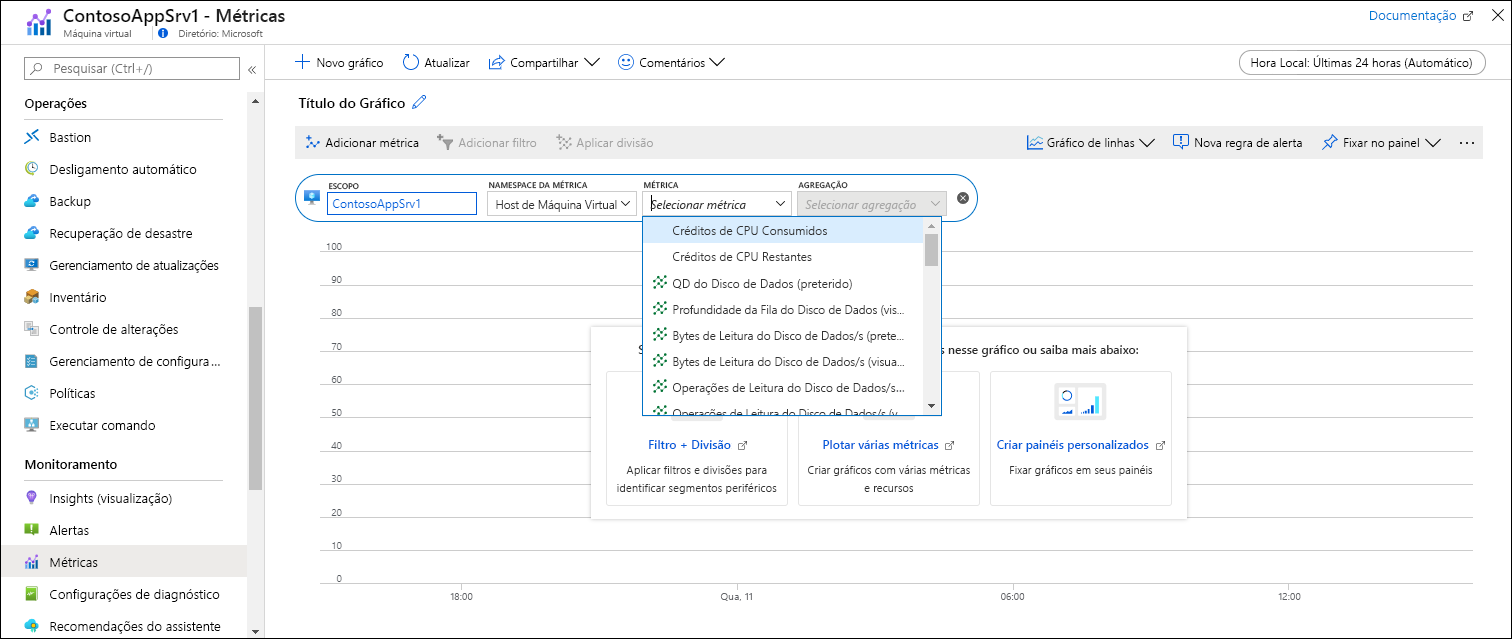 ContosoAppSrv1 - Métricas
Máquina virtual
Diretório: Microsoft
Documentação
Pesquisar (Ctrl+/)
Operações
Bastion
Desligamento automático
Backup
Recuperação de desastre
Gerenciamento de atualizações
Inventário
Controle de alterações
Gerenciamento de configura ...
Políticas
Executar comando
Monitoramento
Insights (visualização)
Alertas
Métricas
Configurações de diagnóstico
Recomendações do assistente
Novo gráfico
Atualizar
Compartilhar
Comentários
Hora Local: Últimas 24 horas (Automático)
Título do Gráfico
Adicionar métrica
Adicionar filtro
Aplicar divisão
Gráfico de linhas
Nova regra de alerta
Fixar no painel
ESCOPO
ContosoAppSrv1
NAMESPACE DA MÉTRICA
Host de Máquina Virtual
MÉTRICA
Selecionar métrica
AGREGAÇÃO
Selecionar agregação
Créditos de CPU Consumidos
Créditos de CPU Restantes
QD do Disco de Dados (preterido)
Profundidade da Fila do Disco de Dados (vis...
Bytes de Leitura do Disco de Dados/s (prete...
Bytes de Leitura do Disco de Dados/s (visua...
Operações de Leitura do Disco de Dados/s...
Operações de Leitura do Disco de Dados/s (v...
100
90
80
70
60
50
40
30
20
10
0
S
s nesse gráfico ou saiba mais abaixo:
Filtro + Divisão
Aplicar filtros e divisões para
identificar segmentos periféricos
Plotar várias métricas
Criar gráficos com várias métricas
e recursos
Criar painéis personalizados
Fixar gráficos em seus painéis
18:00
Qua, 11
06:00
12:00